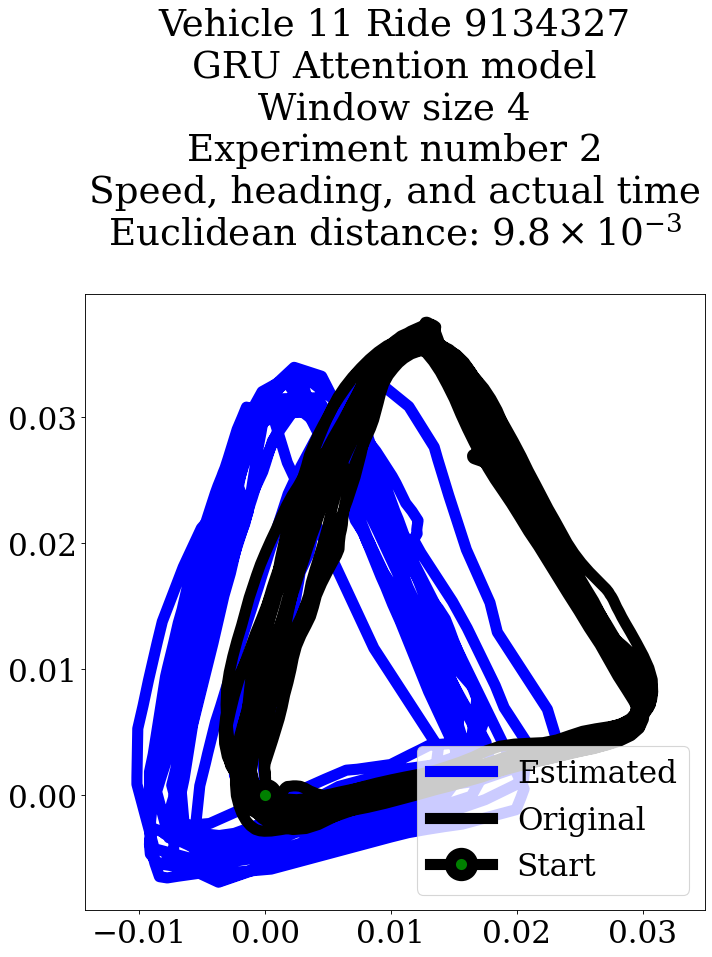 Vehicle 11 Ride 9134327
GRU Attention model
Window size 4
Experiment number 2
Speed, heading, and actual time
Euclidean distance: 9.8 × 10⁻³
0.03
0.02
0.01
0.00
Estimated
Original
Start
−0.01 0.00 0.01 0.02 0.03